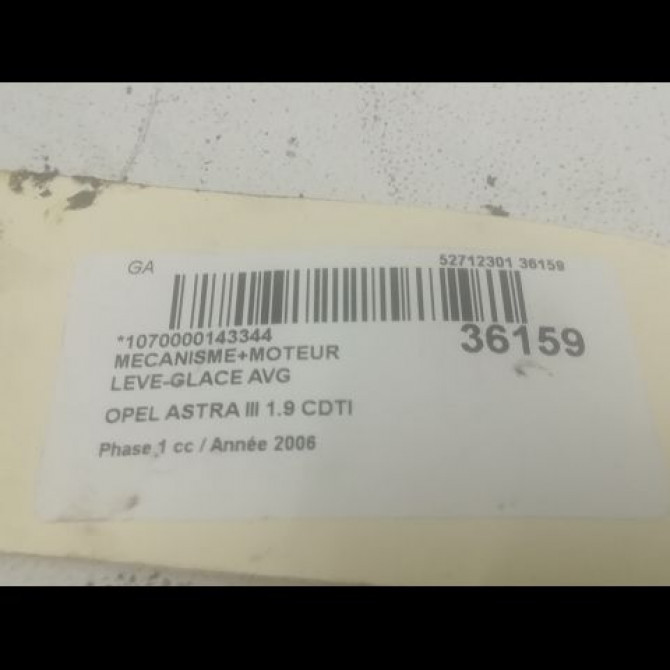 GA
52712301 36159
*1070000143344
36159
MECANISME+MOTEUR
LEVE-GLACE AVG
OPEL ASTRA III 1.9 CDTI
Phase 1 cc / Année 2006